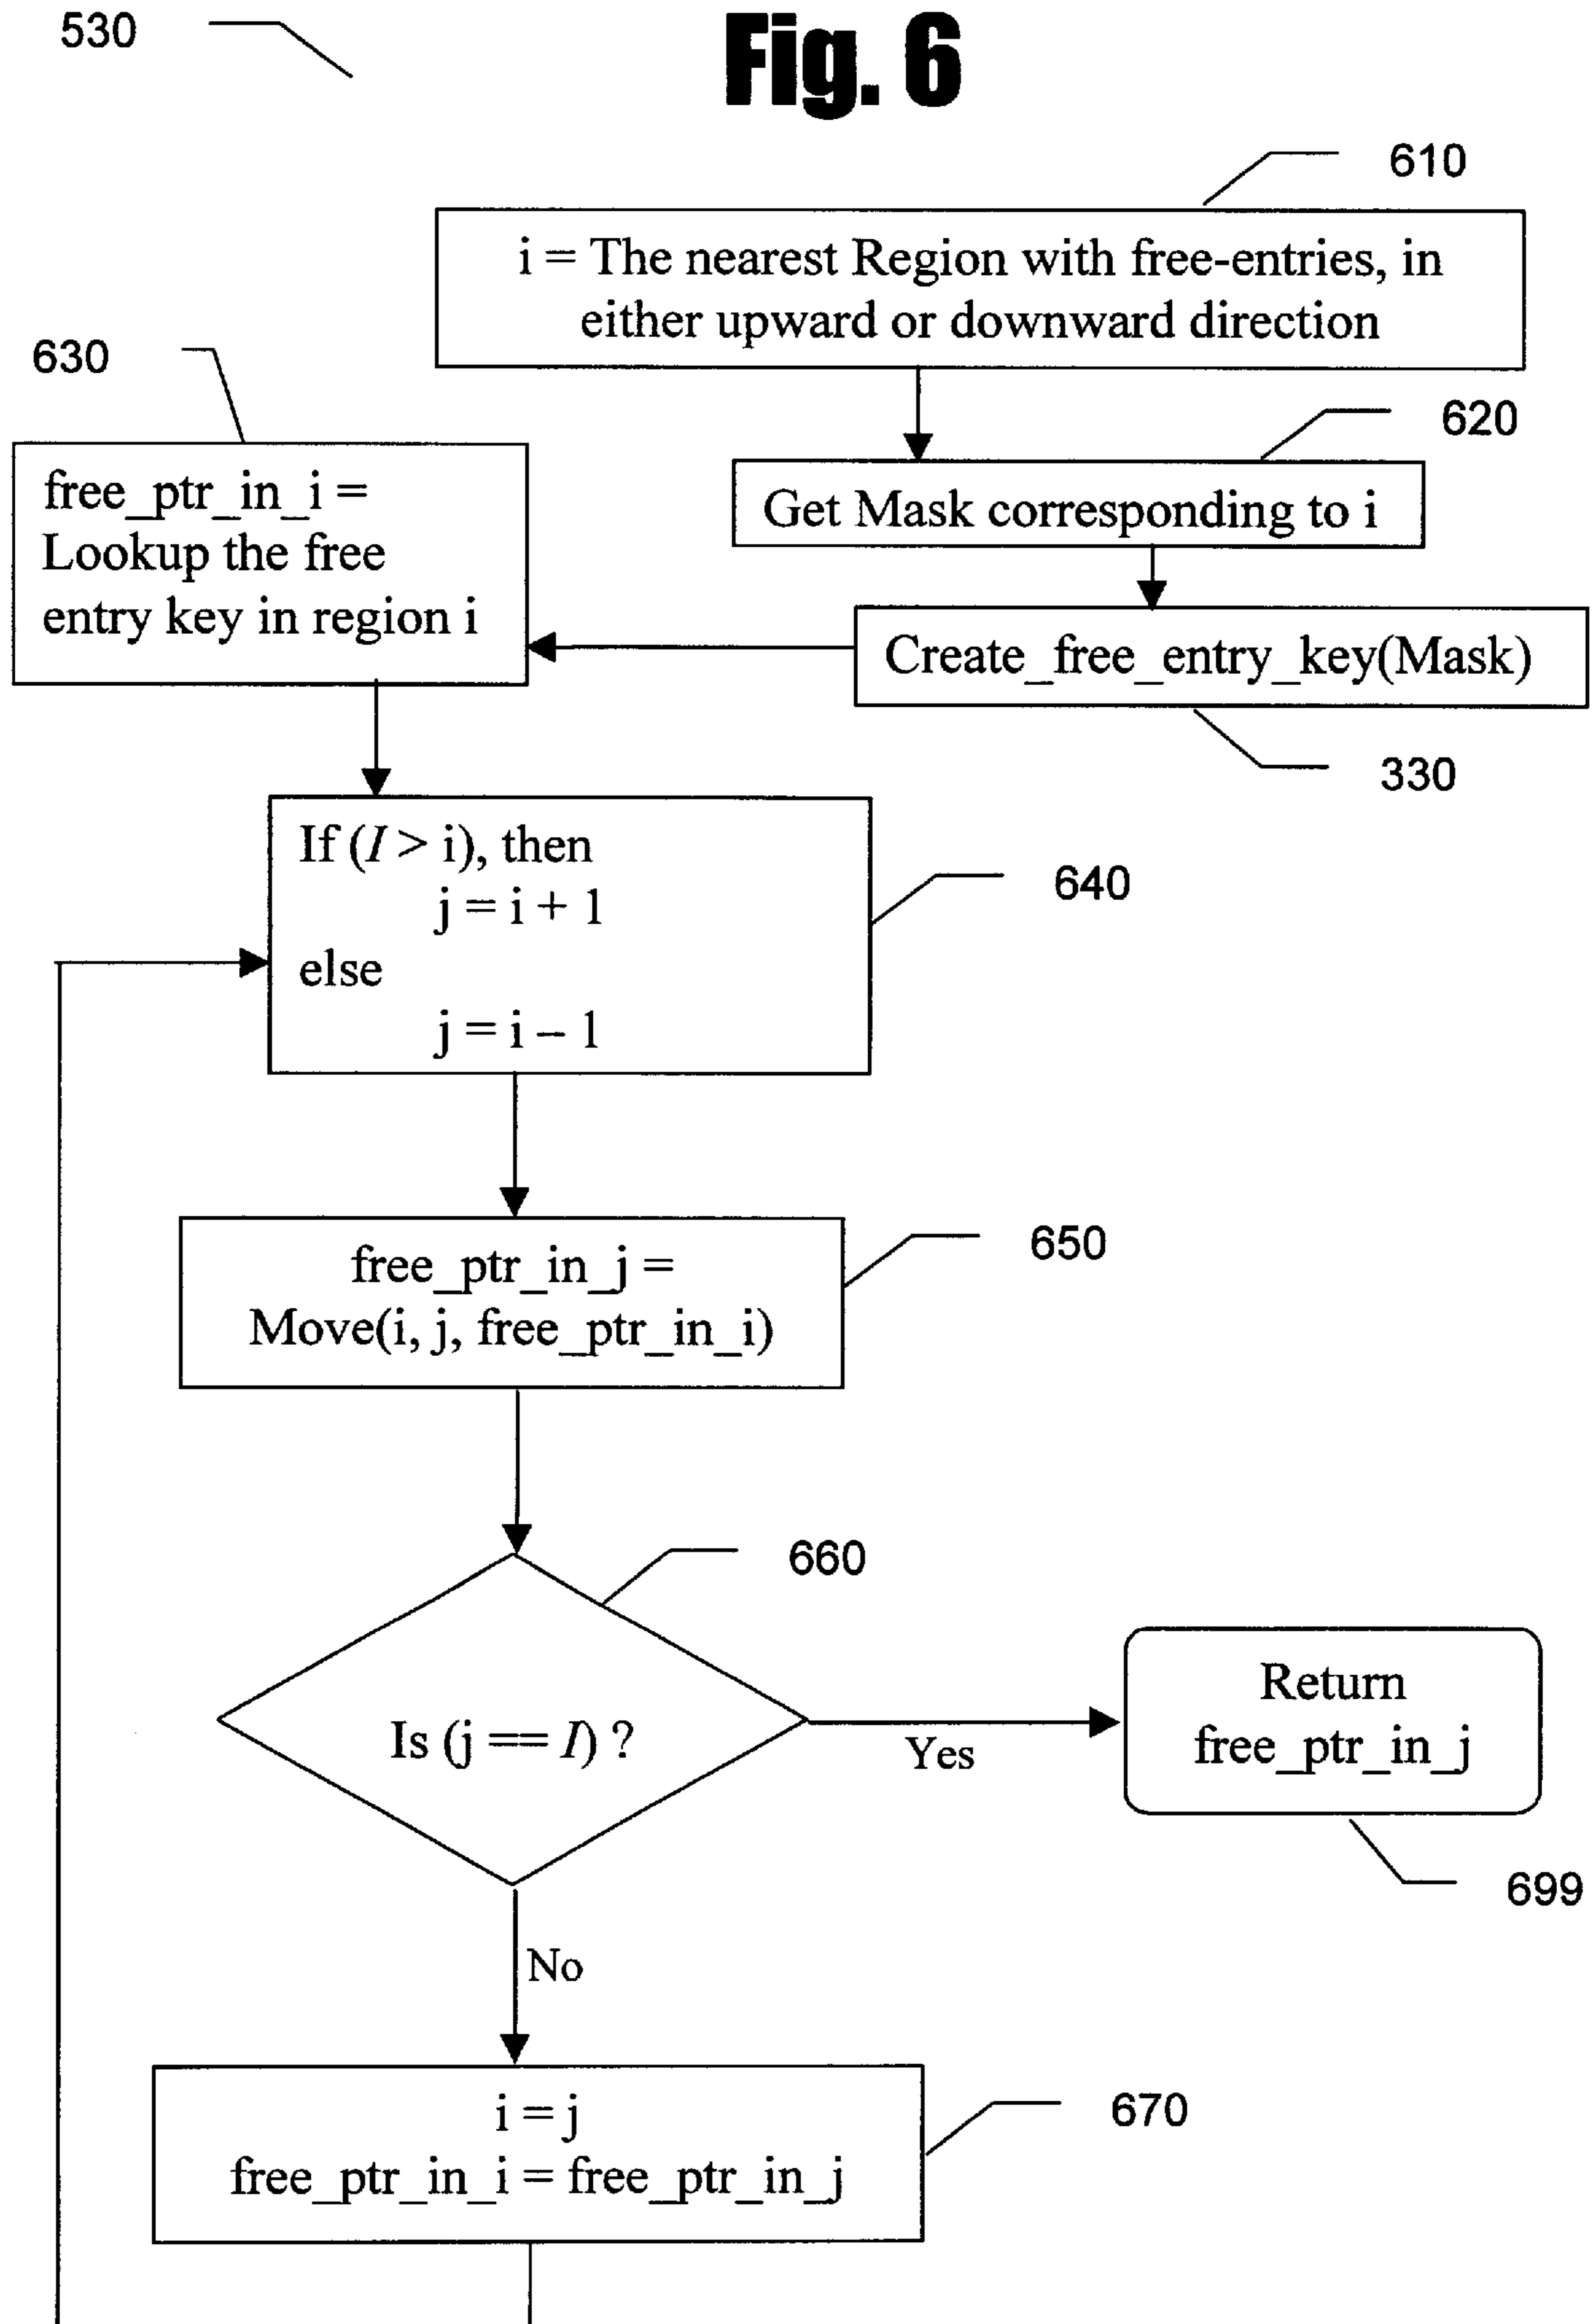 530
Fig. 6
610
i = The nearest Region with free-entries, in
either upward or downward direction
620
Get Mask corresponding to i
630
free_ptr_in_i =
Lookup the free
entry key in region i
Create_free_entry_key(Mask)
330
If (I > i), then
j = i + 1
else
j = i – 1
640
free_ptr_in_j =
Move(i, j, free_ptr_in_i)
650
660
Is (j == I) ?
Yes
Return
free_ptr_in_j
699
No
i = j
free_ptr_in_i = free_ptr_in_j
670